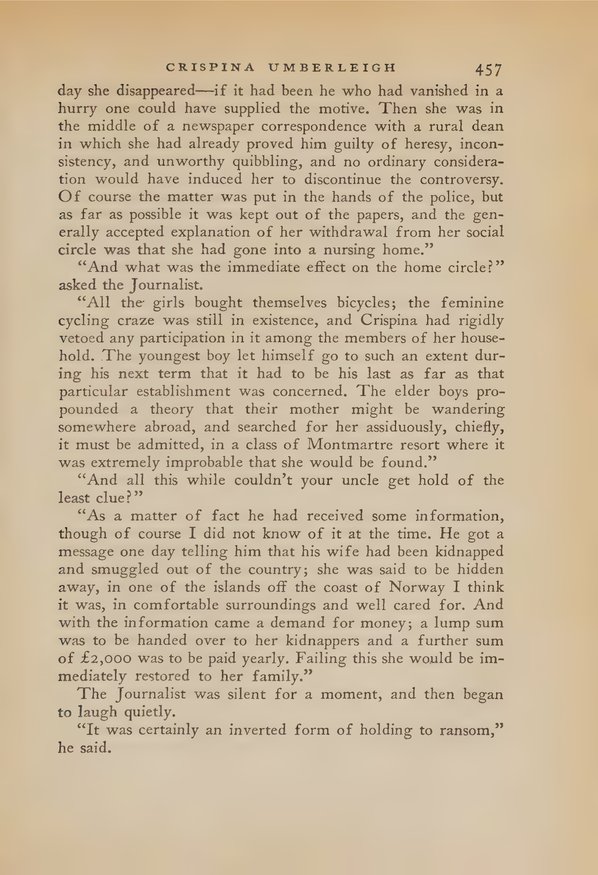 CRISPINA UMBERLEIGH 457
day she disappeared—if it had been he who had vanished in a
hurry one could have supplied the motive. Then she was in
the middle of a newspaper correspondence with a rural dean
in which she had already proved him guilty of heresy, incon-
sistency, and unworthy quibbling, and no ordinary considera-
tion would have induced her to discontinue the controversy.
Of course the matter was put in the hands of the police, but
as far as possible it was kept out of the papers, and the gen-
erally accepted explanation of her withdrawal from her social
circle was that she had gone into a nursing home.”
“And what was the immediate effect on the home circle?”
asked the Journalist.
“All the girls bought themselves bicycles; the feminine
cycling craze was still in existence, and Crispina had rigidly
vetoed any participation in it among the members of her house-
hold. The youngest boy let himself go to such an extent dur-
ing his next term that it had to be his last as far as that
particular establishment was concerned. The elder boys pro-
pounded a theory that their mother might be wandering
somewhere abroad, and searched for her assiduously, chiefly,
it must be admitted, in a class of Montmartre resort where it
was extremely improbable that she would be found.”
“And all this while couldn’t your uncle get hold of the
least clue?”
“As a matter of fact he had received some information,
though of course I did not know of it at the time. He got a
message one day telling him that his wife had been kidnapped
and smuggled out of the country; she was said to be hidden
away, in one of the islands off the coast of Norway I think
it was, in comfortable surroundings and well cared for. And
with the information came a demand for money; a lump sum
was to be handed over to her kidnappers and a further sum
of £2,000 was to be paid yearly. Failing this she would be im-
mediately restored to her family.”
The Journalist was silent for a moment, and then began
to laugh quietly.
“It was certainly an inverted form of holding to ransom,”
he said.